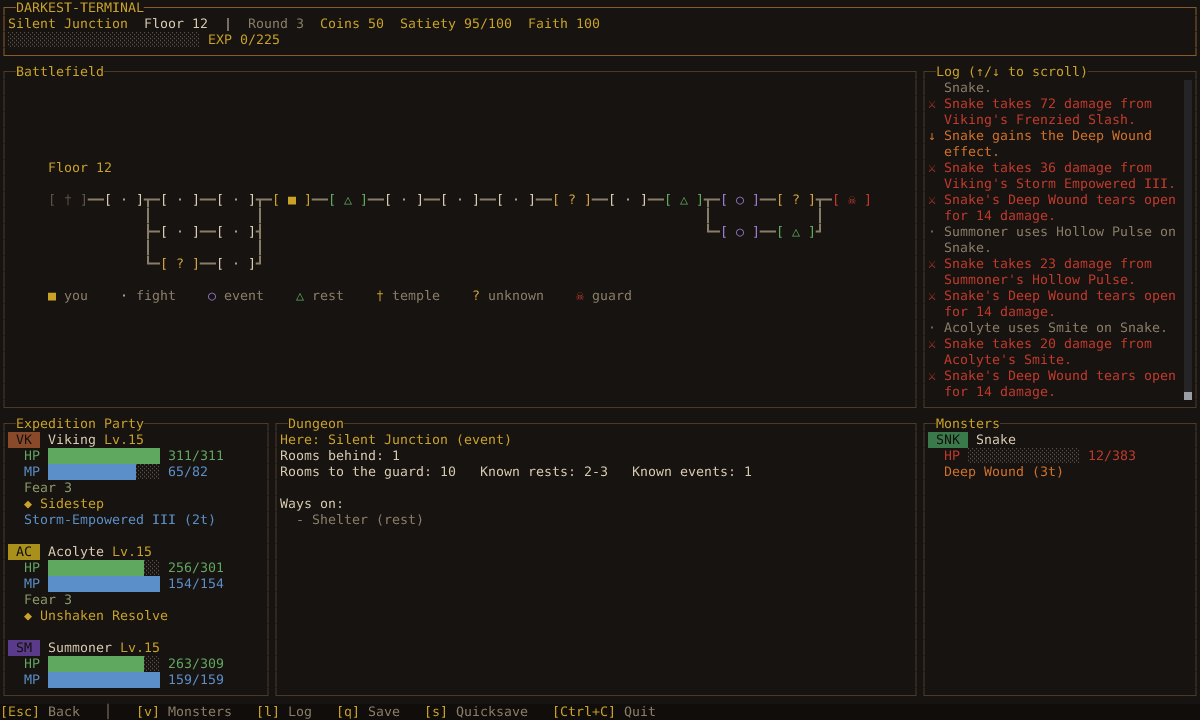 DARKEST-TERMINAL
Silent Junction  Floor 12  |  Round 3  Coins 50  Satiety 95/100  Faith 100
EXP 0/225
Battlefield
Floor 12
[ † ]──[ · ]┬─[ · ]──[ · ]┬─[ ■ ]──[ △ ]──[ · ]──[ · ]──[ · ]──[ ? ]──[ · ]──[ △ ]┬─[ ○ ]──[ ? ]┬─[ ☠ ]
├─[ · ]──[ · ]┤ └─[ ○ ]──[ △ ]┘
└─[ ? ]──[ · ]┘
■ you    · fight    ○ event    △ rest    † temple    ? unknown    ☠ guard
Log (↑/↓ to scroll)
Snake.
⚔ Snake takes 72 damage from
Viking's Frenzied Slash.
↓ Snake gains the Deep Wound
effect.
⚔ Snake takes 36 damage from
Viking's Storm Empowered III.
⚔ Snake's Deep Wound tears open
for 14 damage.
· Summoner uses Hollow Pulse on
Snake.
⚔ Snake takes 23 damage from
Summoner's Hollow Pulse.
⚔ Snake's Deep Wound tears open
for 14 damage.
· Acolyte uses Smite on Snake.
⚔ Snake takes 20 damage from
Acolyte's Smite.
⚔ Snake's Deep Wound tears open
for 14 damage.
Expedition Party
VK Viking Lv.15
HP 311/311
MP 65/82
Fear 3
◆ Sidestep
Storm-Empowered III (2t)
AC Acolyte Lv.15
HP 256/301
MP 154/154
Fear 3
◆ Unshaken Resolve
SM Summoner Lv.15
HP 263/309
MP 159/159
Dungeon
Here: Silent Junction (event)
Rooms behind: 1
Rooms to the guard: 10   Known rests: 2-3   Known events: 1
Ways on:
- Shelter (rest)
Monsters
SNK Snake
HP 12/383
Deep Wound (3t)
[Esc] Back  │  [v] Monsters  [l] Log  [q] Save  [s] Quicksave  [Ctrl+C] Quit